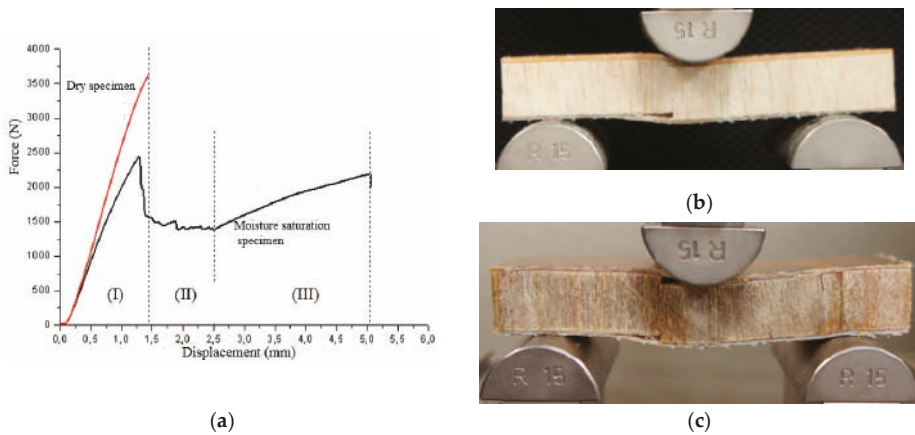 4000
3500
3000
2500
2000
1500
1000
500
0
Force (N)
Dry specimen
Moisture saturation
specimen
(I)
(II)
(III)
0,0 0,5 1,0 1,5 2,0 2,5 3,0 3,5 4,0 4,5 5,0 5,5 6,0
Displacement (mm)
(a)
R 15
R 15
(b)
R 15
R 15
R 15
(c)